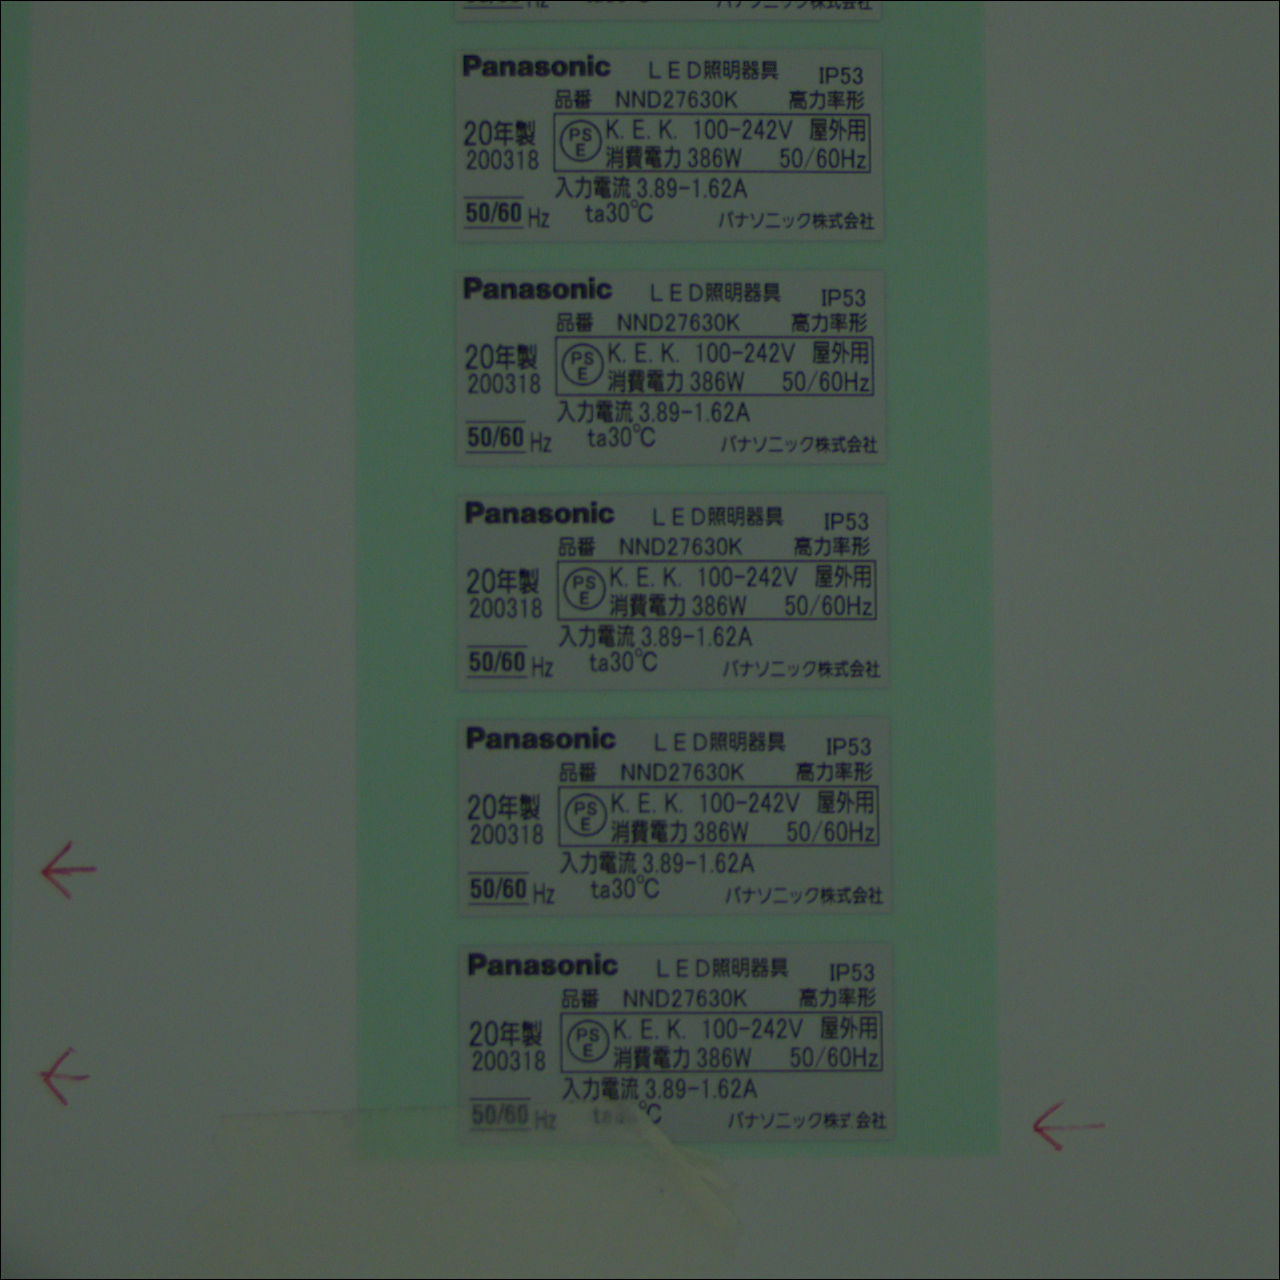 50/60 Hz パナソニック株式会社
Panasonic LED照明器具 IP53
品番 NND27630K 高力率形
20年製 PS E K. E. K. 100-242V 屋外用
200318 消費電力 386W 50/60Hz
入力電流 3.89-1.62A
50/60 Hz ta30℃ パナソニック株式会社
Panasonic LED照明器具 IP53
品番 NND27630K 高力率形
20年製 PS E K. E. K. 100-242V 屋外用
200318 消費電力 386W 50/60Hz
入力電流 3.89-1.62A
50/60 Hz ta30℃ パナソニック株式会社
Panasonic LED照明器具 IP53
品番 NND27630K 高力率形
20年製 PS E K. E. K. 100-242V 屋外用
200318 消費電力 386W 50/60Hz
入力電流 3.89-1.62A
50/60 Hz ta30℃ パナソニック株式会社
Panasonic LED照明器具 IP53
品番 NND27630K 高力率形
20年製 PS E K. E. K. 100-242V 屋外用
200318 消費電力 386W 50/60Hz
入力電流 3.89-1.62A
50/60 Hz ta30℃ パナソニック株式会社
Panasonic LED照明器具 IP53
品番 NND27630K 高力率形
20年製 PS E K. E. K. 100-242V 屋外用
200318 消費電力 386W 50/60Hz
入力電流 3.89-1.62A
50/60 Hz パナソニック株式会社